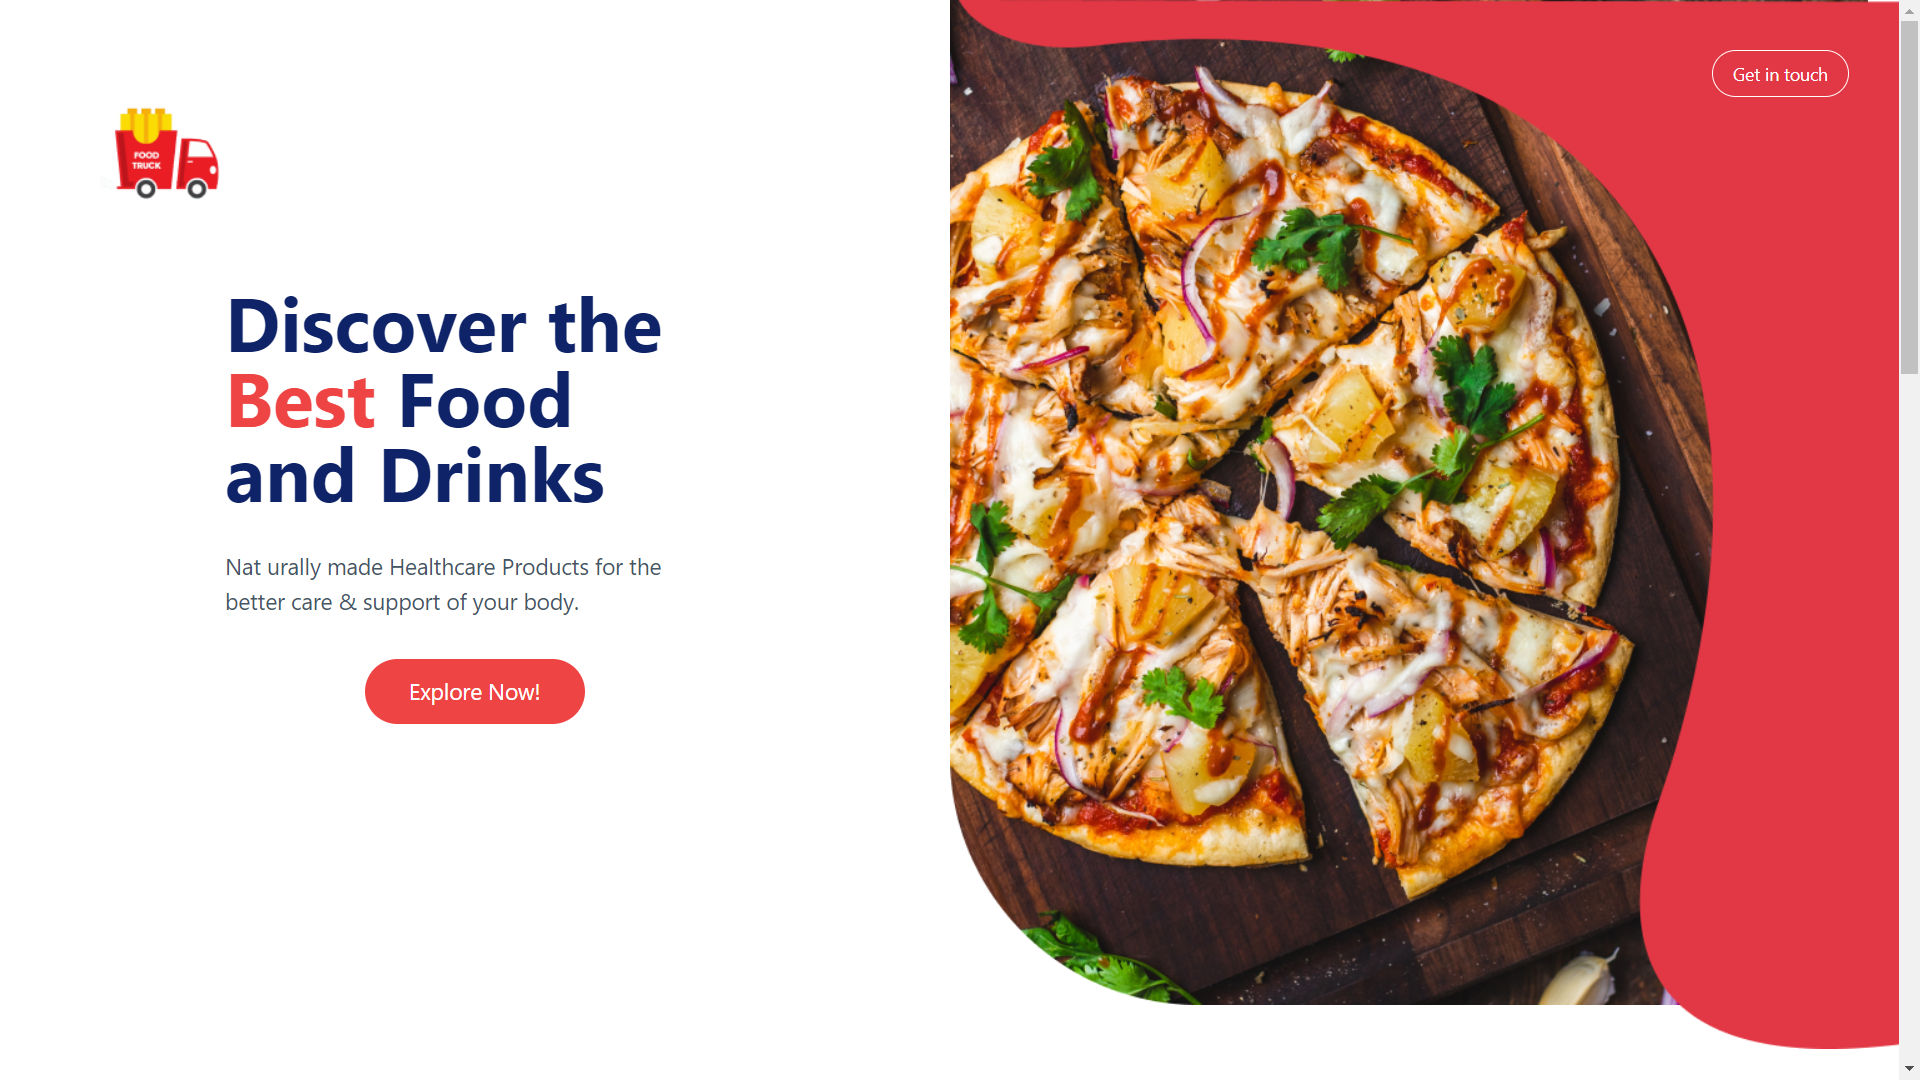 Get in touch
FOOD
TRUCK
Discover the
Best Food
and Drinks
Nat urally made Healthcare Products for the
better care & support of your body.
Explore Now!